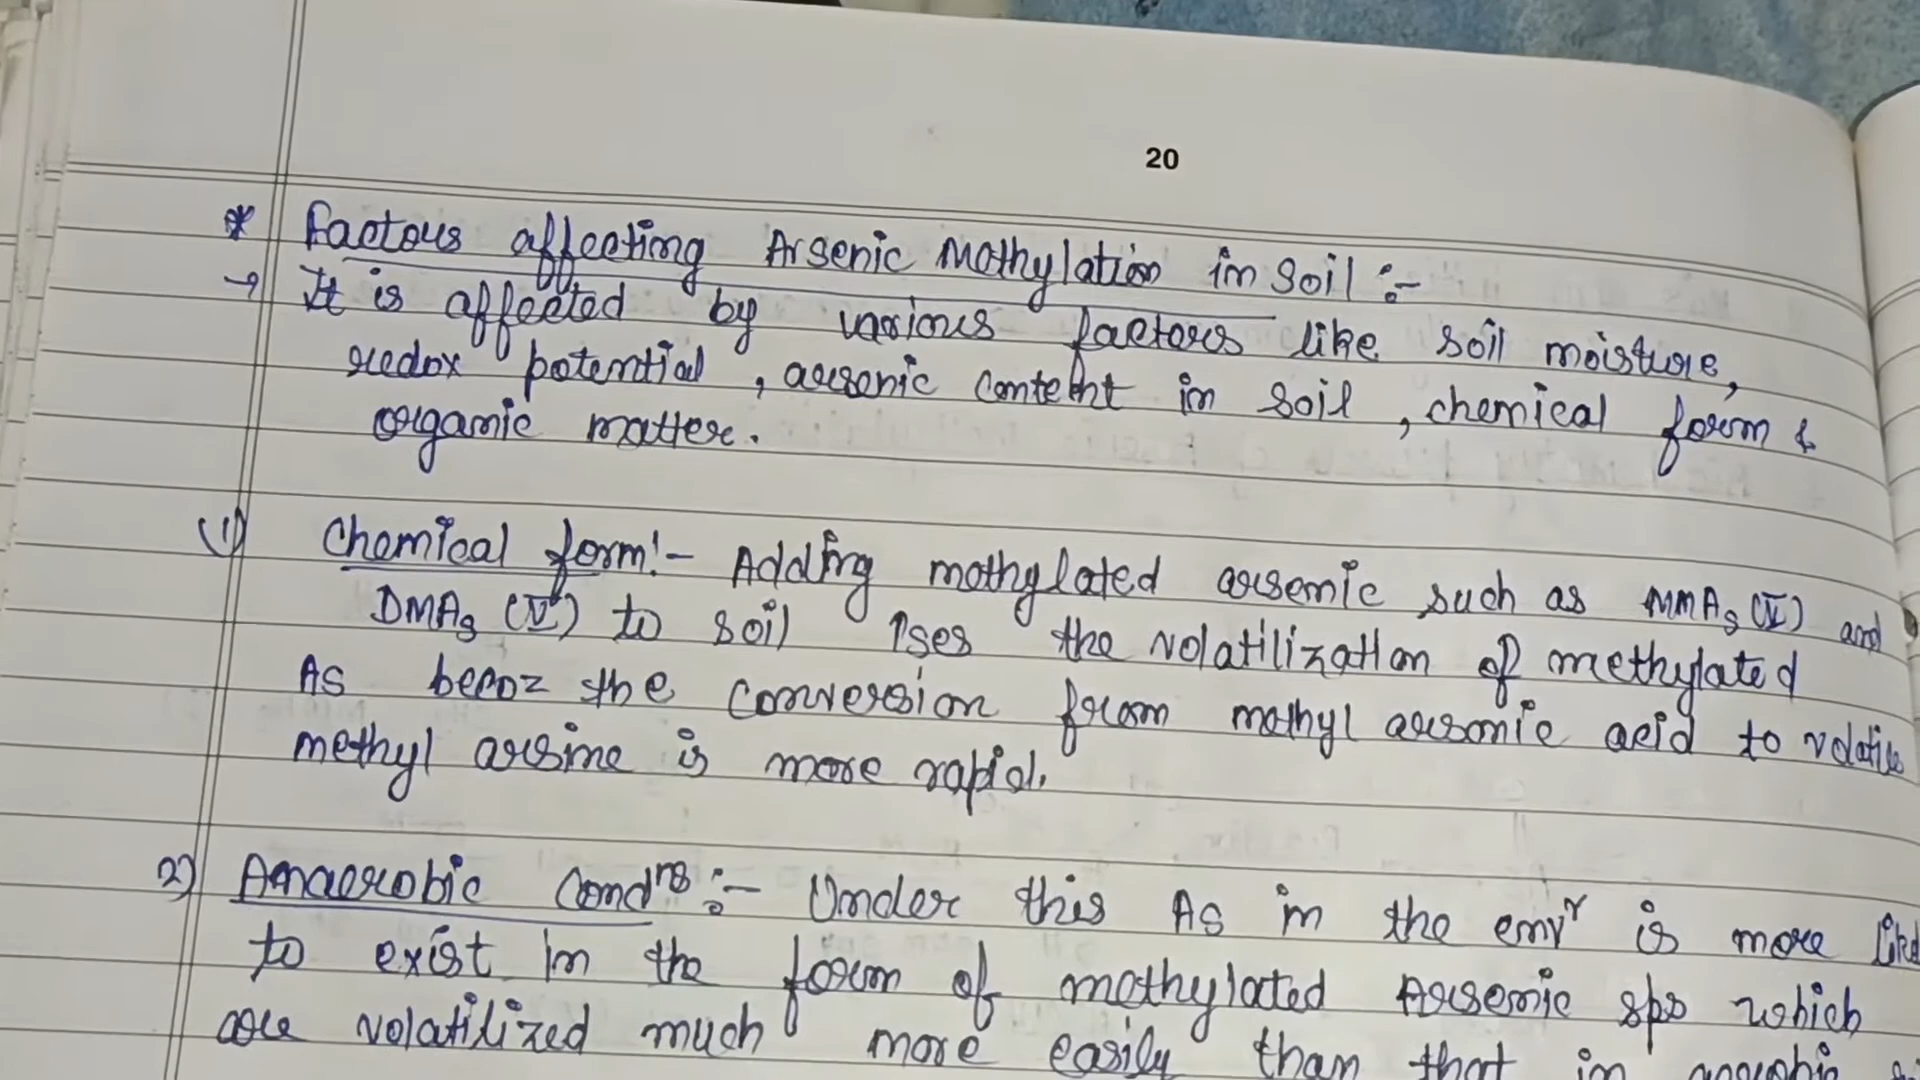 20
* Factors affecting Arsenic Methylation in Soil :-
→ It is affected by various factors like soil moisture,
redox potential, arsenic content in soil, chemical form &
organic matter.
(1) Chemical form :- Adding methylated arsenic such as MMAs (V) and
DMAs (V) to soil ↑ses the volatilization of methylated
As becoz the conversion from methyl arsonic acid to volatile
methyl arsine is more rapid.
2) Anaerobic Condns :- Under this As in the envr is more
to exist in the form of methylated Arsenic sps which
are volatilized much more easily than that in